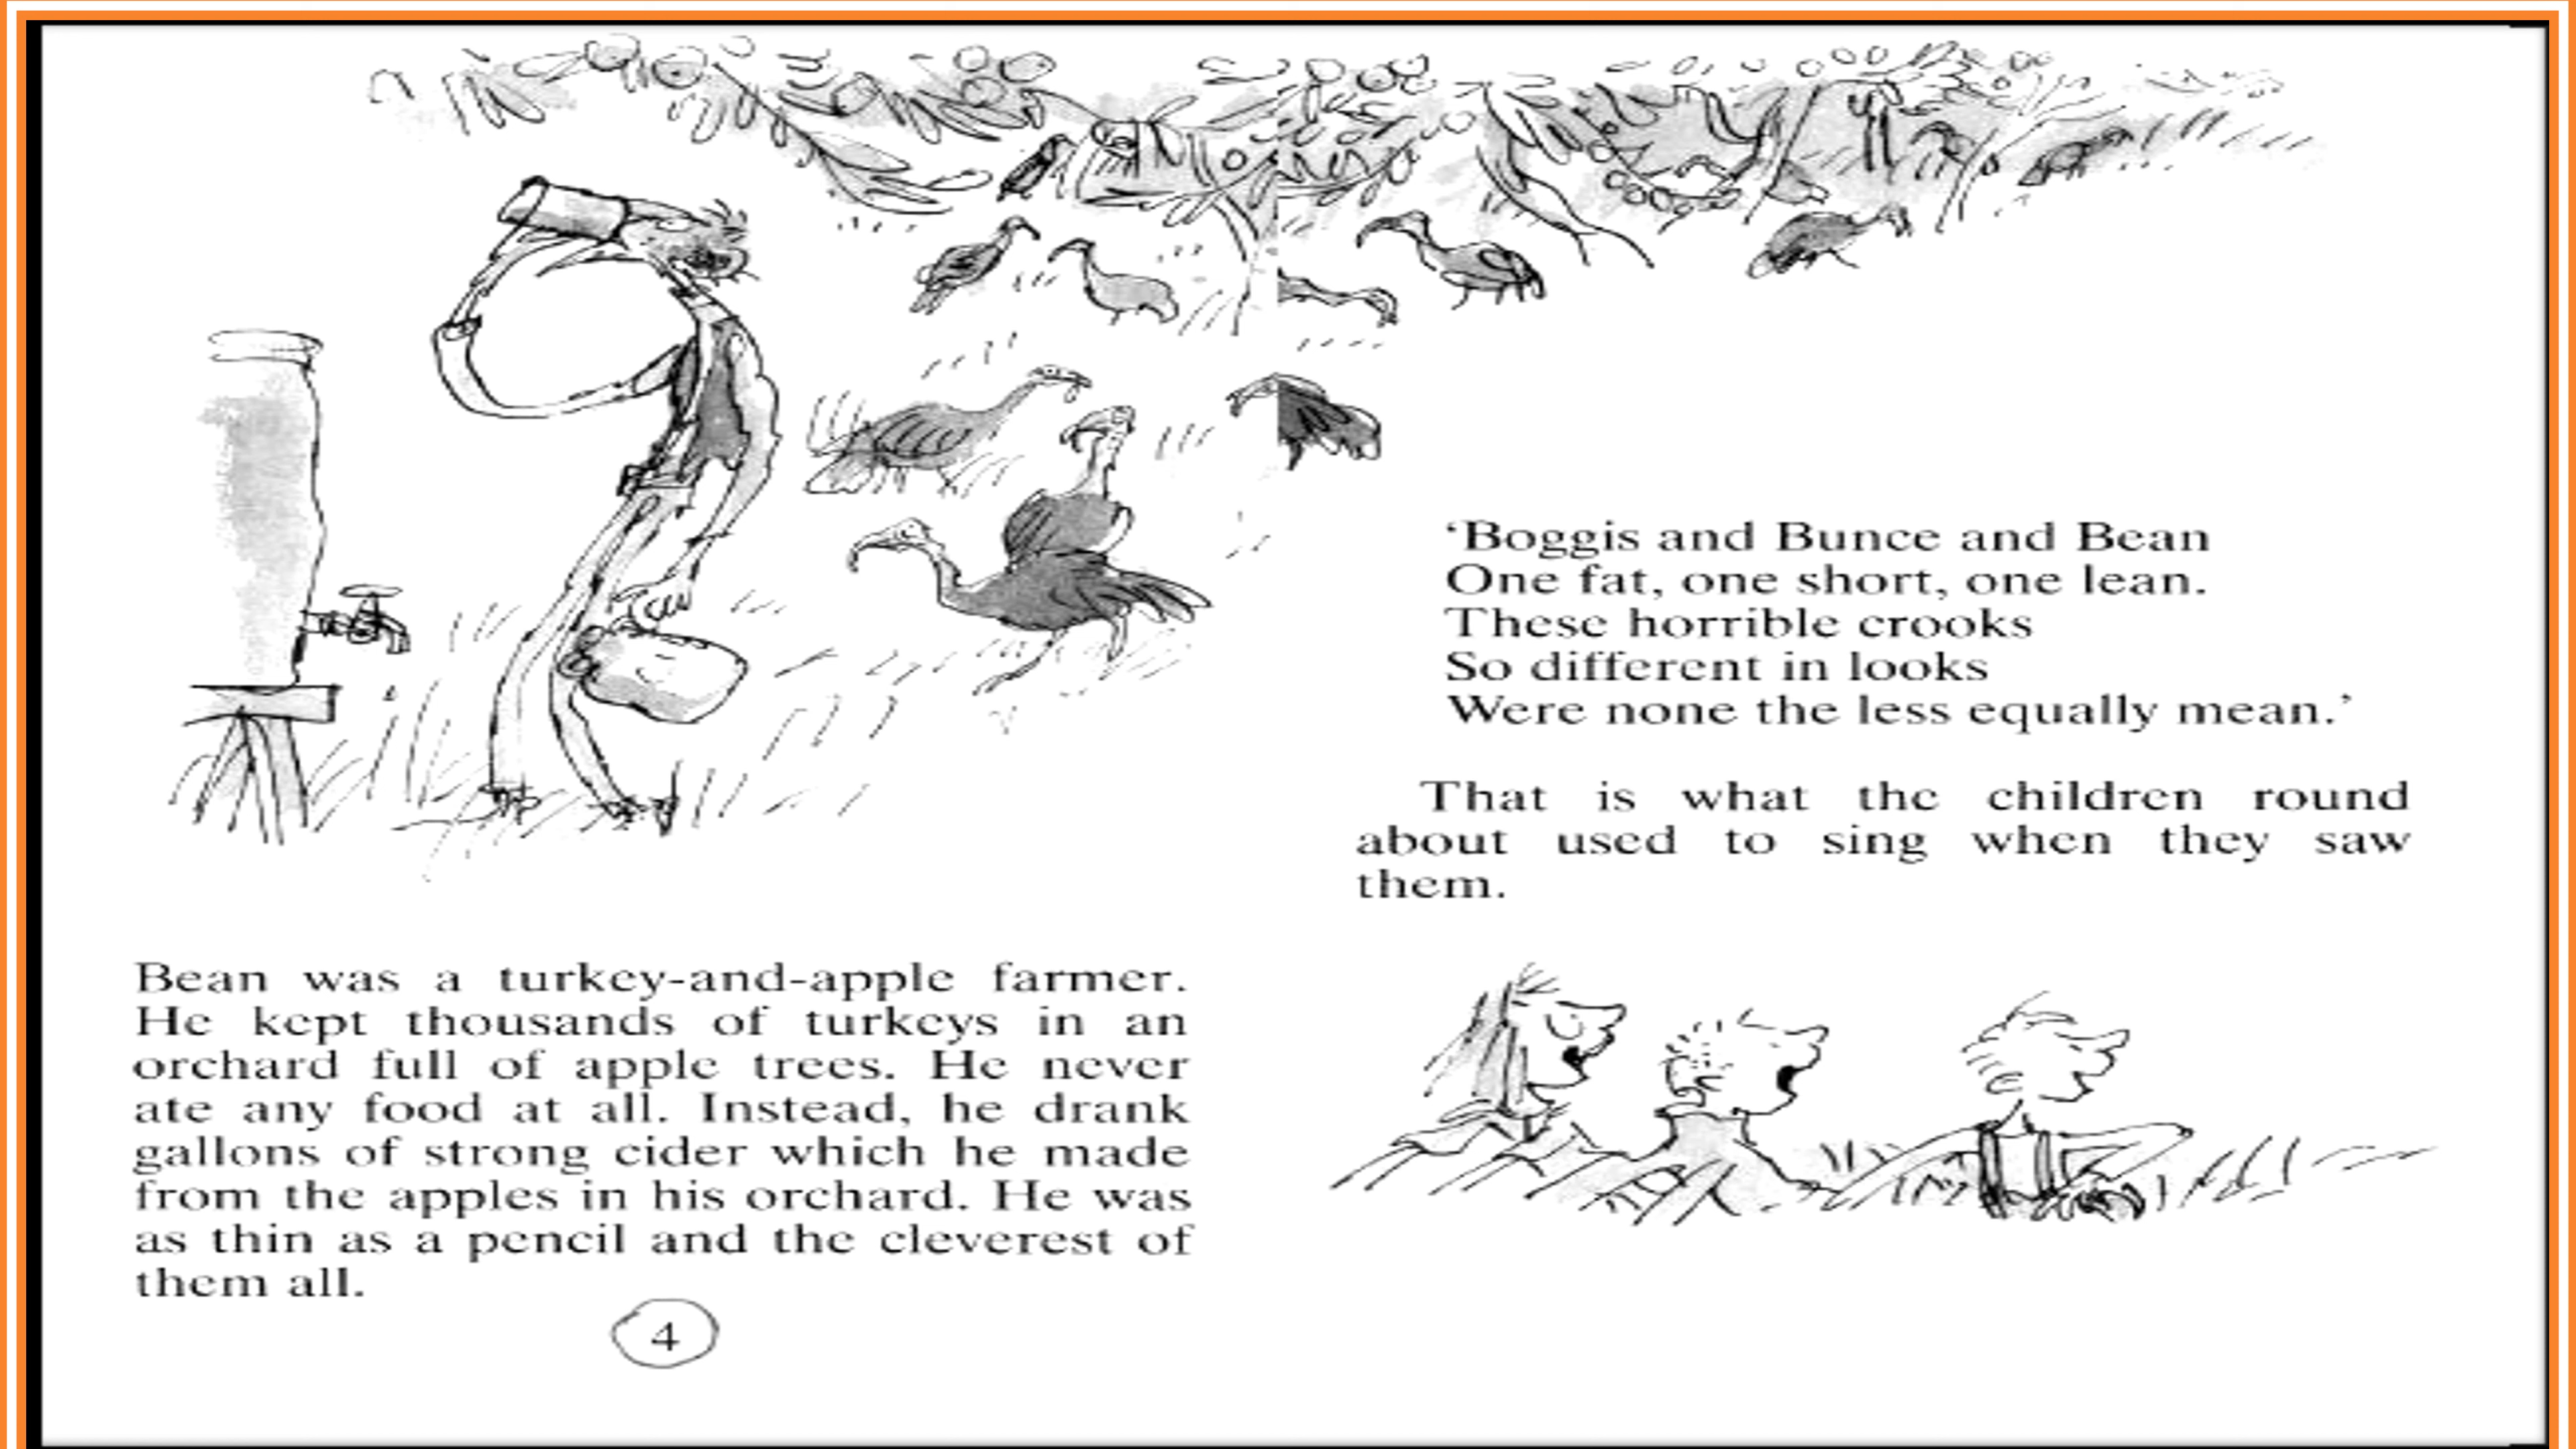 Bean was a turkey-and-apple farmer.
He kept thousands of turkeys in an
orchard full of apple trees. He never
ate any food at all. Instead, he drank
gallons of strong cider which he made
from the apples in his orchard. He was
as thin as a pencil and the cleverest of
them all.
4
‘Boggis and Bunce and Bean
One fat, one short, one lean.
These horrible crooks
So different in looks
Were none the less equally mean.’
That is what the children round
about used to sing when they saw
them.